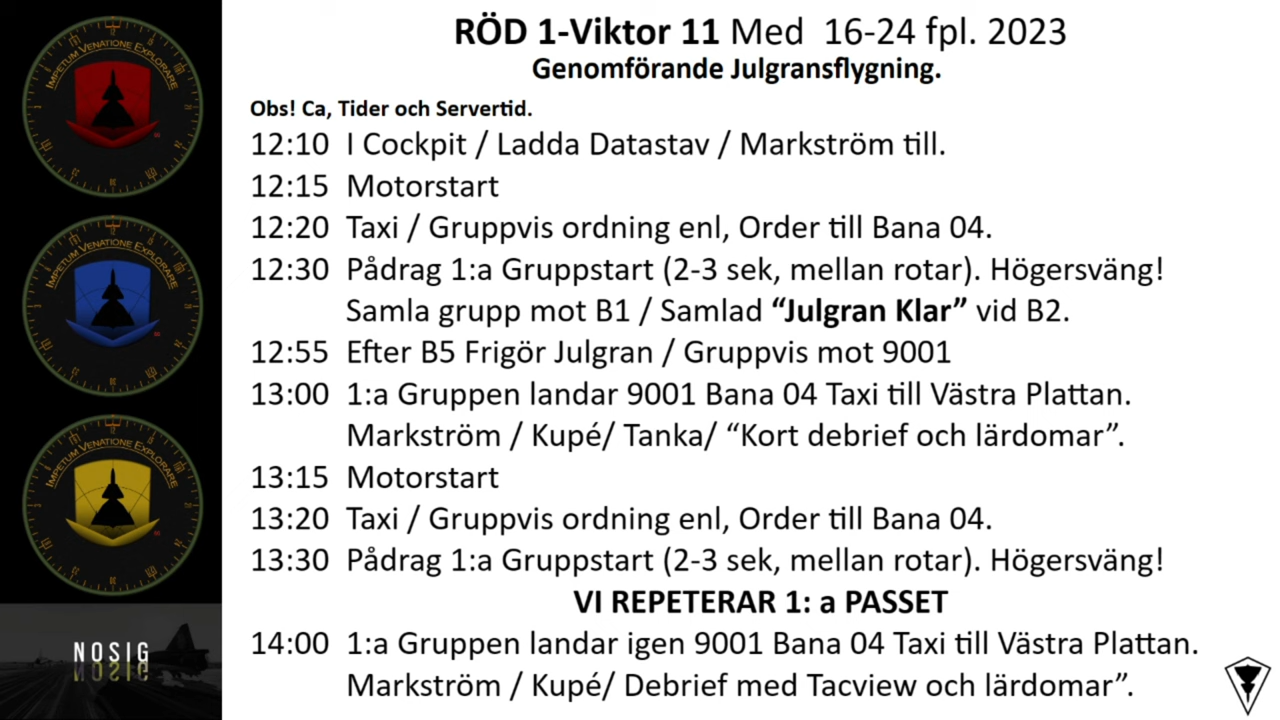 RÖD 1-Viktor 11 Med 16-24 fpl. 2023
Genomförande Julgransflygning.
Obs! Ca, Tider och Servertid.
12:10 I Cockpit / Ladda Datastav / Markström till.
12:15 Motorstart
12:20 Taxi / Gruppvis ordning enl, Order till Bana 04.
12:30 Pådrag 1:a Gruppstart (2-3 sek, mellan rotar). Högersväng!
Samla grupp mot B1 / Samlad “Julgran Klar” vid B2.
12:55 Efter B5 Frigör Julgran / Gruppvis mot 9001
13:00 1:a Gruppen landar 9001 Bana 04 Taxi till Västra Plattan.
Markström / Kupé/ Tanka/ “Kort debrief och lärdomar”.
13:15 Motorstart
13:20 Taxi / Gruppvis ordning enl, Order till Bana 04.
13:30 Pådrag 1:a Gruppstart (2-3 sek, mellan rotar). Högersväng!
VI REPETERAR 1: a PASSET
14:00 1:a Gruppen landar igen 9001 Bana 04 Taxi till Västra Plattan.
Markström / Kupé/ Debrief med Tacview och lärdomar”.
IMPETUM VENATIONE EXPLORARE
IMPETUM VENATIONE EXPLORARE
IMPETUM VENATIONE EXPLORARE
NOSIG